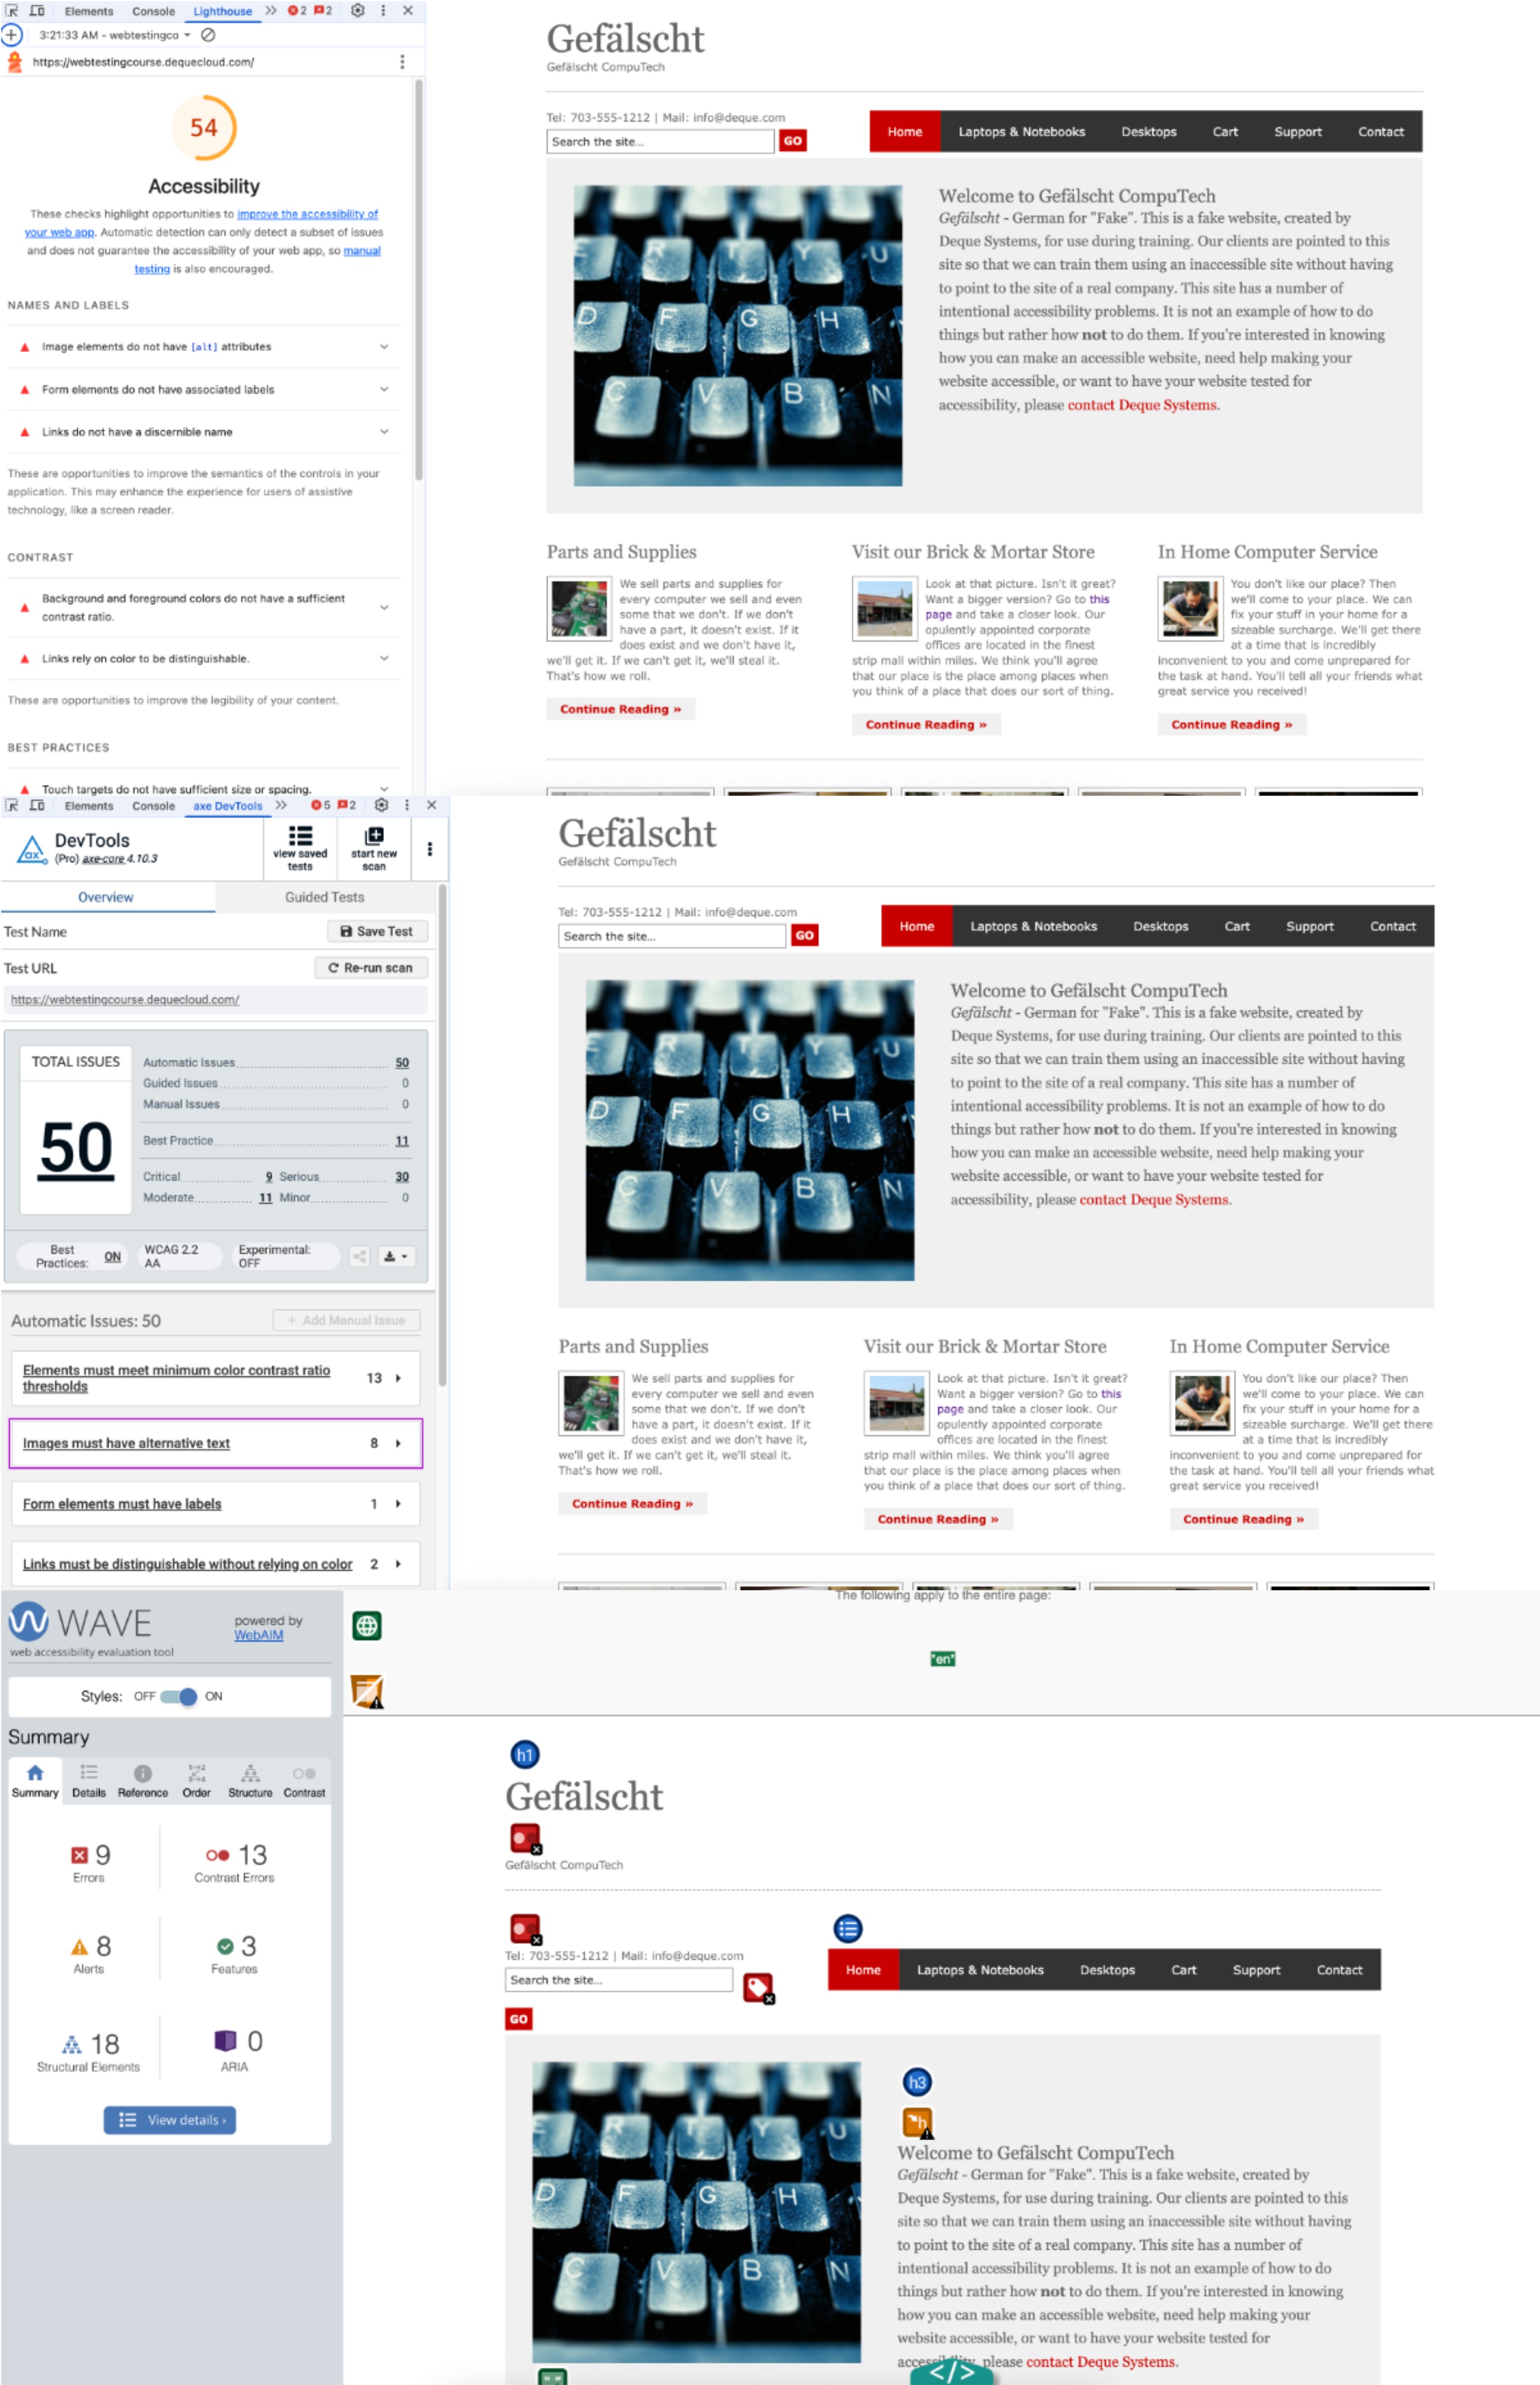 Elements Console Lighthouse 2 2
3:21:33 AM - webtestingco
https://webtestingcourse.dequecloud.com/
54
Accessibility
These checks highlight opportunities to improve the accessibility of
your web app. Automatic detection can only detect a subset of issues
and does not guarantee the accessibility of your web app, so manual
testing is also encouraged.
NAMES AND LABELS
Image elements do not have [alt] attributes
Form elements do not have associated labels
Links do not have a discernible name
These are opportunities to improve the semantics of the controls in your
application. This may enhance the experience for users of assistive
technology, like a screen reader.
CONTRAST
Background and foreground colors do not have a sufficient
contrast ratio.
Links rely on color to be distinguishable.
These are opportunities to improve the legibility of your content.
BEST PRACTICES
Touch targets do not have sufficient size or spacing.
Gefälscht
Gefälscht CompuTech
Tel: 703-555-1212 | Mail: info@deque.com
Search the site... GO
Home Laptops & Notebooks Desktops Cart Support Contact
R T Y U
D F G H
C V B N
Welcome to Gefälscht CompuTech
Gefälscht - German for "Fake". This is a fake website, created by
Deque Systems, for use during training. Our clients are pointed to this
site so that we can train them using an inaccessible site without having
to point to the site of a real company. This site has a number of
intentional accessibility problems. It is not an example of how to do
things but rather how not to do them. If you're interested in knowing
how you can make an accessible website, need help making your
website accessible, or want to have your website tested for
accessibility, please contact Deque Systems.
Parts and Supplies
We sell parts and supplies for
every computer we sell and even
some that we don't. If we don't
have a part, it doesn't exist. If it
does exist and we don't have it,
we'll get it. If we can't get it, we'll steal it.
That's how we roll.
Continue Reading »
Visit our Brick & Mortar Store
Look at that picture. Isn't it great?
Want a bigger version? Go to this
page and take a closer look. Our
opulently appointed corporate
offices are located in the finest
strip mall within miles. We think you'll agree
that our place is the place among places when
you think of a place that does our sort of thing.
Continue Reading »
In Home Computer Service
You don't like our place? Then
we'll come to your place. We can
fix your stuff in your home for a
sizeable surcharge. We'll get there
at a time that is incredibly
inconvenient to you and come unprepared for
the task at hand. You'll tell all your friends what
great service you received!
Continue Reading »
Elements Console axe DevTools 5 2
ax
DevTools
(Pro) axe-core 4.10.3
view saved
tests
start new
scan
Overview Guided Tests
Test Name Save Test
Test URL Re-run scan
https://webtestingcourse.dequecloud.com/
TOTAL ISSUES
50
Automatic Issues 50
Guided Issues 0
Manual Issues 0
Best Practice 11
Critical 9 Serious 30
Moderate 11 Minor 0
Best
Practices: ON
WCAG 2.2
AA
Experimental:
OFF
Automatic Issues: 50 + Add Manual Issue
Elements must meet minimum color contrast ratio
thresholds 13
Images must have alternative text 8
Form elements must have labels 1
Links must be distinguishable without relying on color 2
Gefälscht
Gefälscht CompuTech
Tel: 703-555-1212 | Mail: info@deque.com
Search the site... GO
Home Laptops & Notebooks Desktops Cart Support Contact
R T Y U
D F G H
C V B N
Welcome to Gefälscht CompuTech
Gefälscht - German for "Fake". This is a fake website, created by
Deque Systems, for use during training. Our clients are pointed to this
site so that we can train them using an inaccessible site without having
to point to the site of a real company. This site has a number of
intentional accessibility problems. It is not an example of how to do
things but rather how not to do them. If you're interested in knowing
how you can make an accessible website, need help making your
website accessible, or want to have your website tested for
accessibility, please contact Deque Systems.
Parts and Supplies
We sell parts and supplies for
every computer we sell and even
some that we don't. If we don't
have a part, it doesn't exist. If it
does exist and we don't have it,
we'll get it. If we can't get it, we'll steal it.
That's how we roll.
Continue Reading »
Visit our Brick & Mortar Store
Look at that picture. Isn't it great?
Want a bigger version? Go to this
page and take a closer look. Our
opulently appointed corporate
offices are located in the finest
strip mall within miles. We think you'll agree
that our place is the place among places when
you think of a place that does our sort of thing.
Continue Reading »
In Home Computer Service
You don't like our place? Then
we'll come to your place. We can
fix your stuff in your home for a
sizeable surcharge. We'll get there
at a time that is incredibly
inconvenient to you and come unprepared for
the task at hand. You'll tell all your friends what
great service you received!
Continue Reading »
WAVE
web accessibility evaluation tool
powered by
WebAIM
Styles: OFF ON
Summary
Summary Details Reference Order Structure Contrast
9
Errors
13
Contrast Errors
8
Alerts
3
Features
18
Structural Elements
0
ARIA
View details ›
The following apply to the entire page:
"en"
h1
Gefälscht
Gefälscht CompuTech
Tel: 703-555-1212 | Mail: info@deque.com
Search the site...
GO
Home Laptops & Notebooks Desktops Cart Support Contact
R T Y U
D F G H
C V B N
h3
h
Welcome to Gefälscht CompuTech
Gefälscht - German for "Fake". This is a fake website, created by
Deque Systems, for use during training. Our clients are pointed to this
site so that we can train them using an inaccessible site without having
to point to the site of a real company. This site has a number of
intentional accessibility problems. It is not an example of how to do
things but rather how not to do them. If you're interested in knowing
how you can make an accessible website, need help making your
website accessible, or want to have your website tested for
accessibility, please contact Deque Systems.
</>